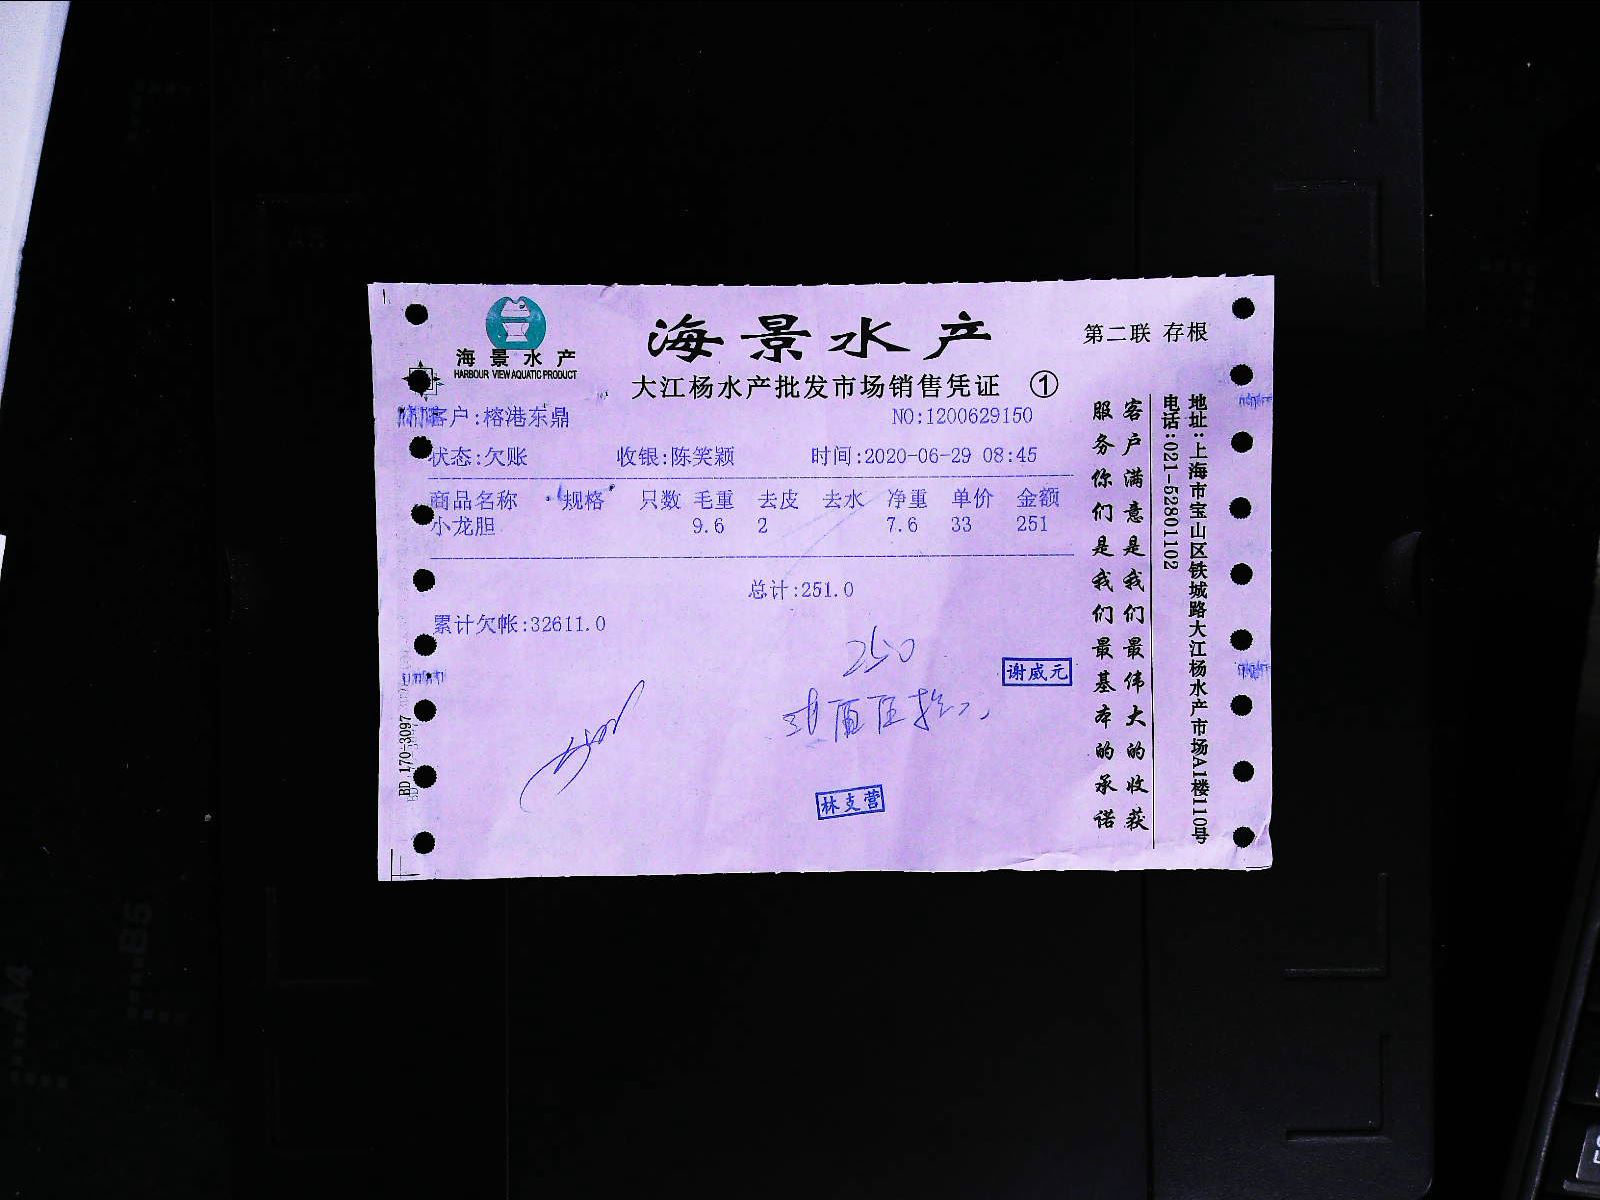 海景水产
HARBOUR VIEW AQUATIC PRODUCT
海景水产
第二联 存根
大江杨水产批发市场销售凭证 ①
客户:榕港东鼎 NO:1200629150
状态:欠账 收银:陈笑颖 时间:2020-06-29 08:45
商品名称 规格 只数 毛重 去皮 去水 净重 单价 金额
小龙胆 9.6 2 7.6 33 251
总计:251.0
累计欠帐:32611.0
250
谢威元
林支营
客户满意是我们最伟大的收获
服务你们是我们最基本的承诺
地址:上海市宝山区铁城路大江杨水产市场A1楼110号
电话:021-52801102
BD 170-3097
A4
B5